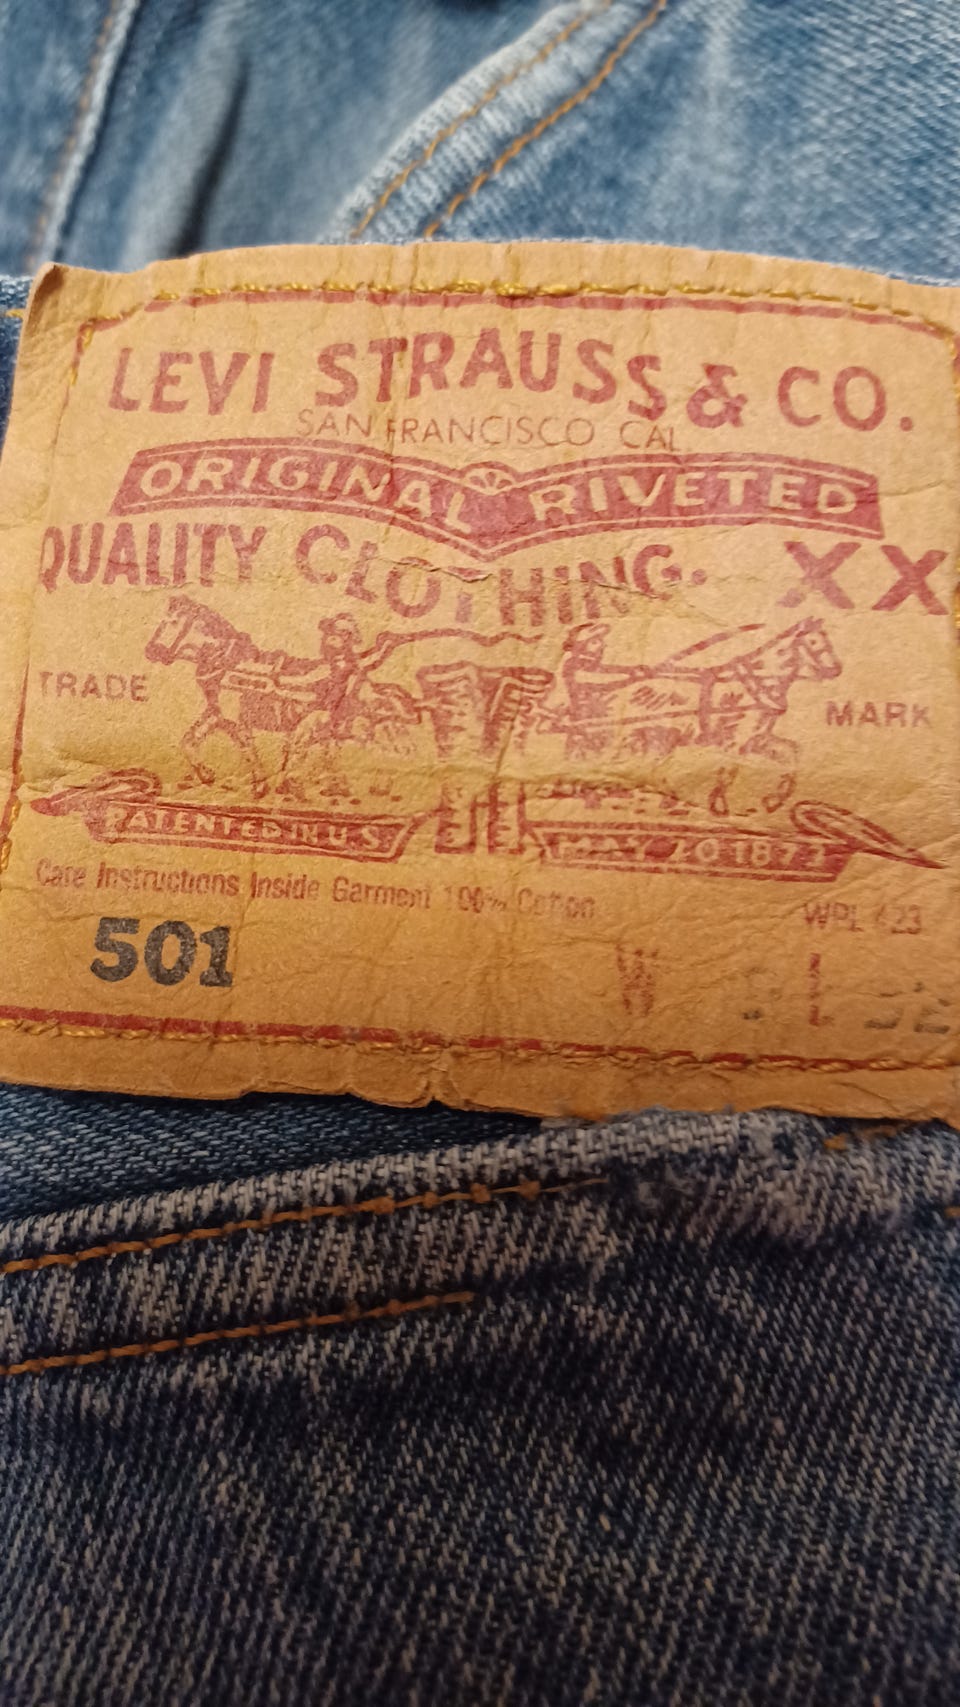 LEVI STRAUSS & CO.
SAN FRANCISCO CAL
ORIGINAL RIVETED
QUALITY CLOTHING. XX
TRADE MARK
PATENTED IN U.S. MAY 20 1873
Care Instructions Inside Garment 100% Cotton WPL 423
501 W L 32